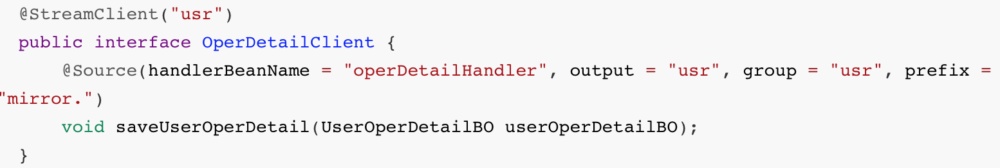 @StreamClient("usr")
public interface OperDetailClient {
@Source(handlerBeanName = "operDetailHandler", output = "usr", group = "usr", prefix =
"mirror.")
void saveUserOperDetail(UserOperDetailBO userOperDetailBO);
}